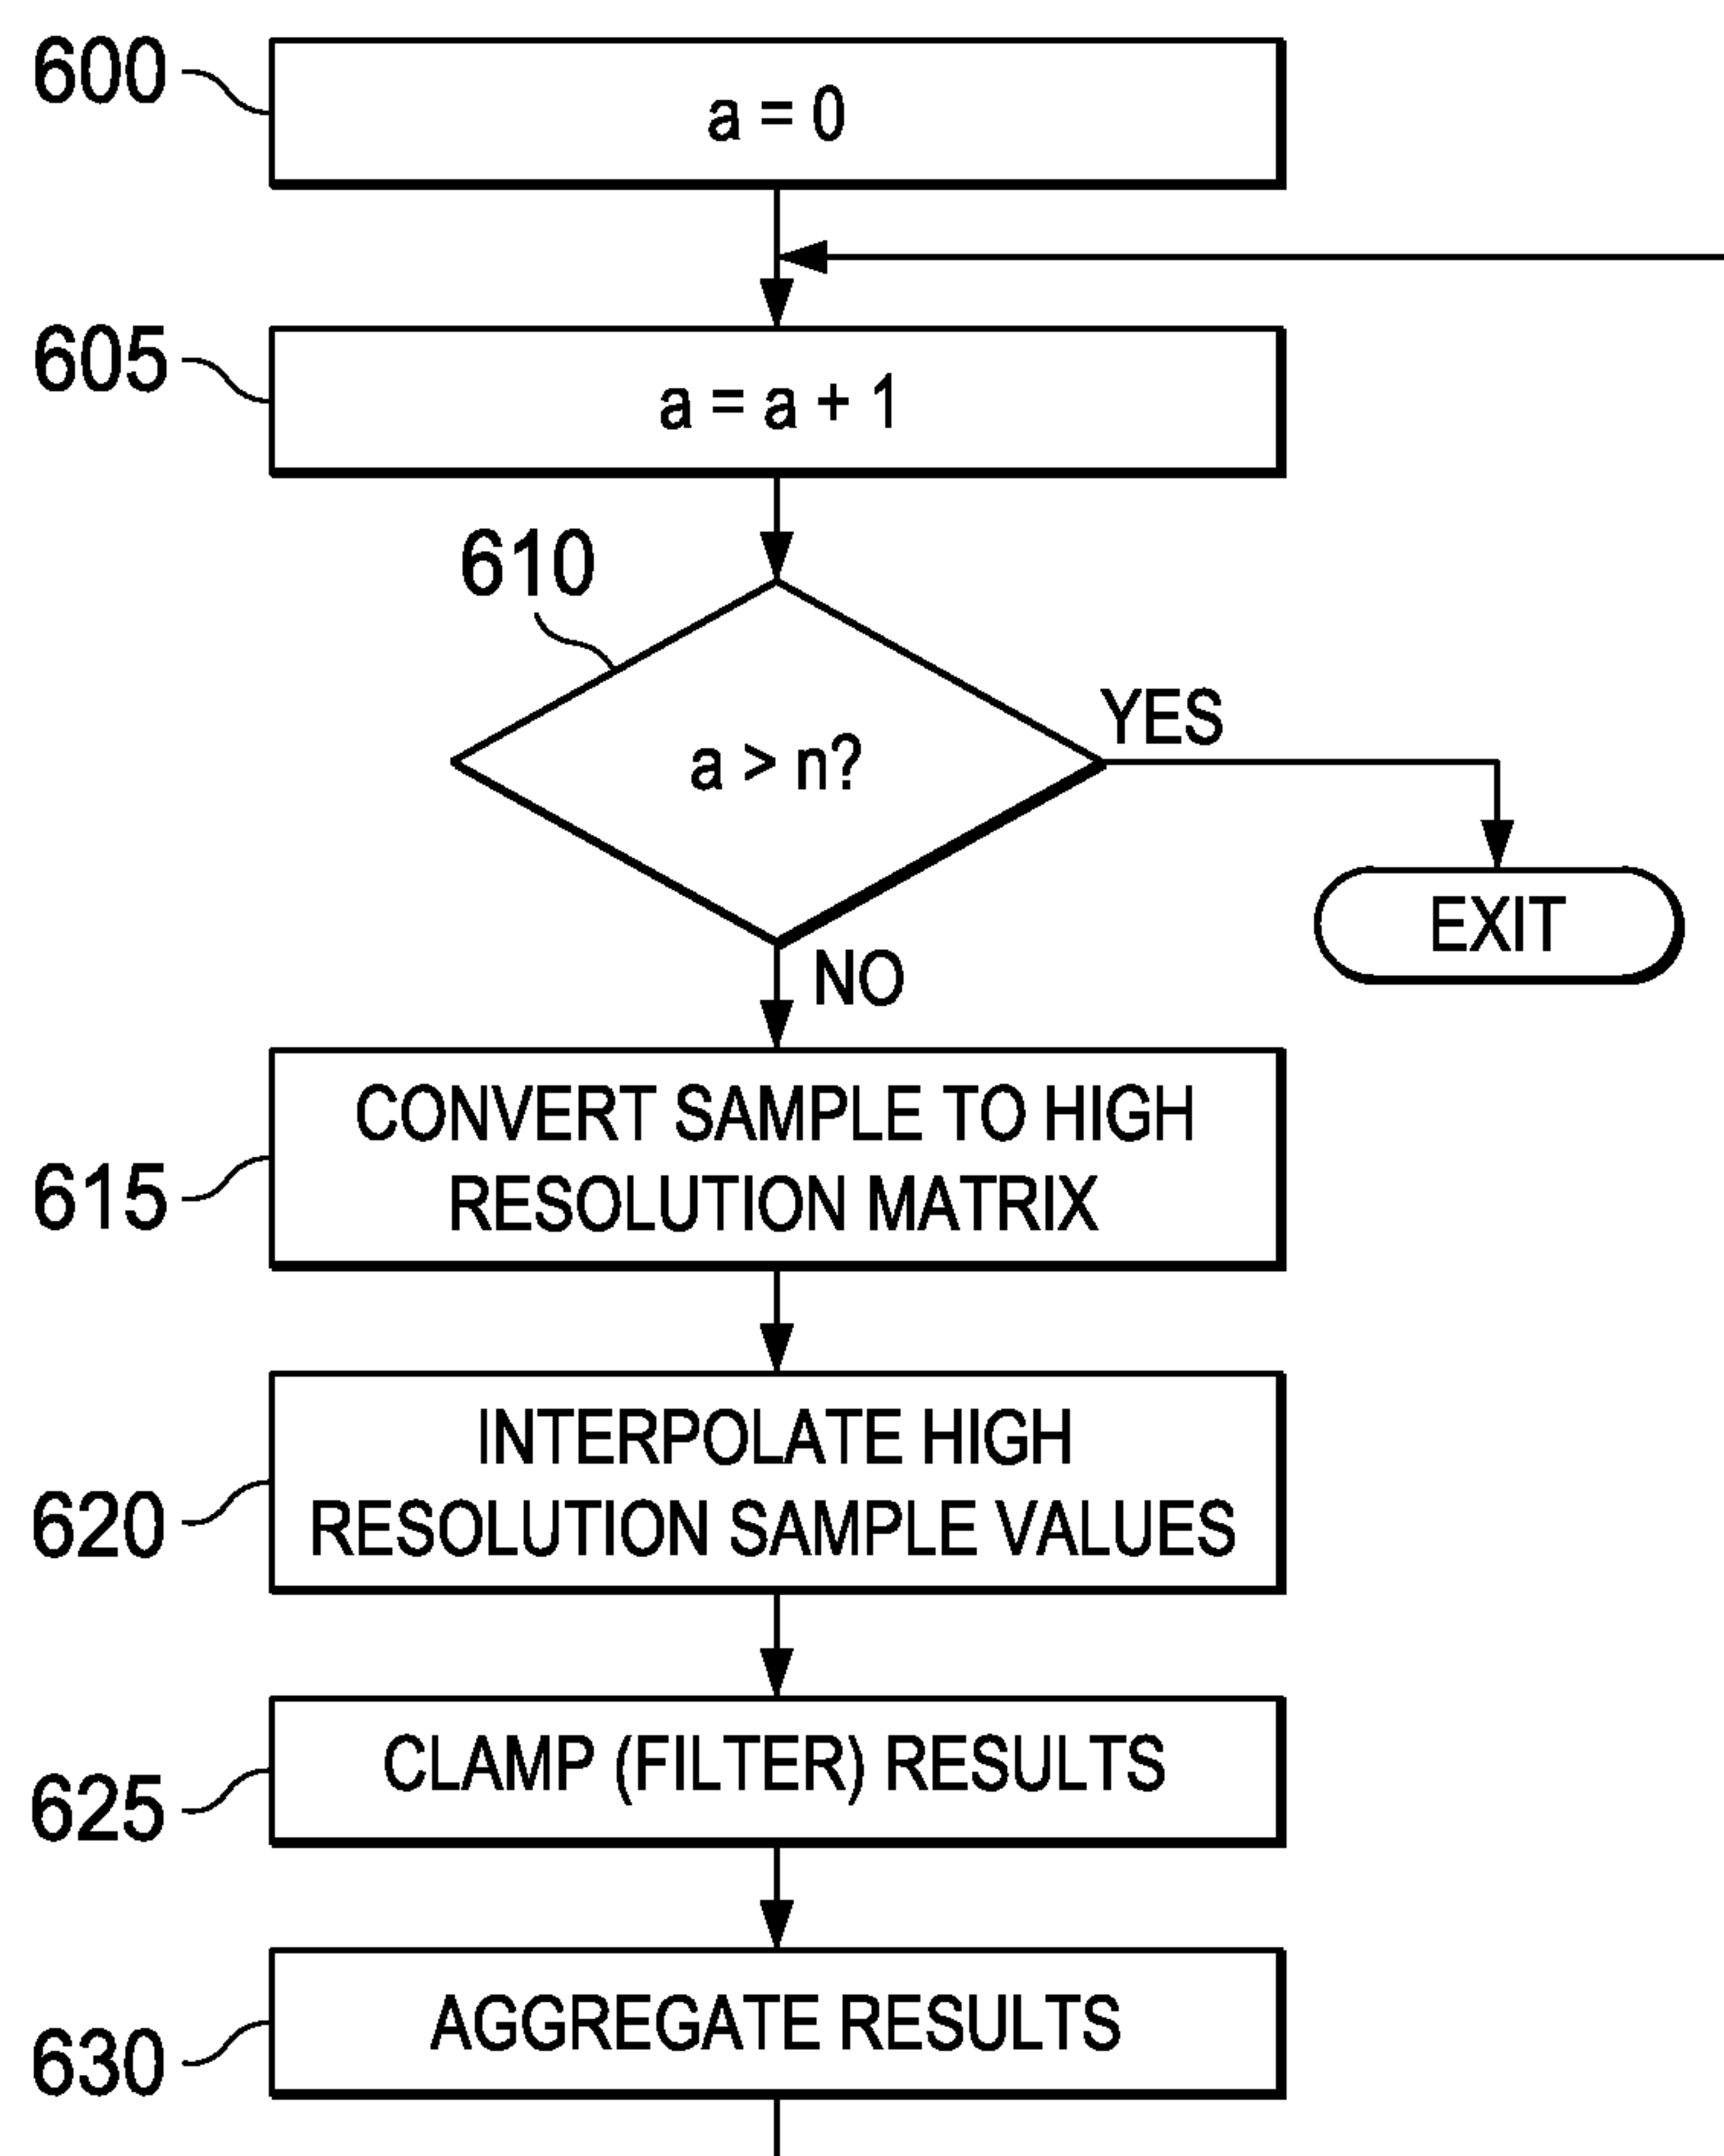 600
a = 0
605
a = a + 1
610
a > n?
YES
EXIT
NO
615
CONVERT SAMPLE TO HIGH
RESOLUTION MATRIX
620
INTERPOLATE HIGH
RESOLUTION SAMPLE VALUES
625
CLAMP (FILTER) RESULTS
630
AGGREGATE RESULTS